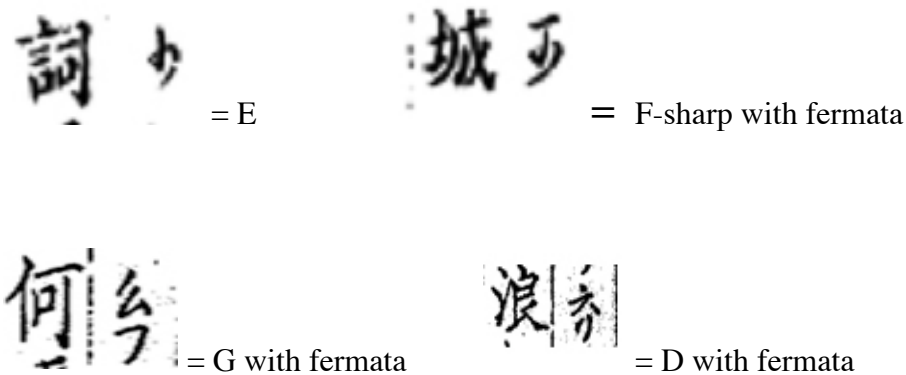 詞 = E
城 = F-sharp with fermata
何 = G with fermata
浪 = D with fermata